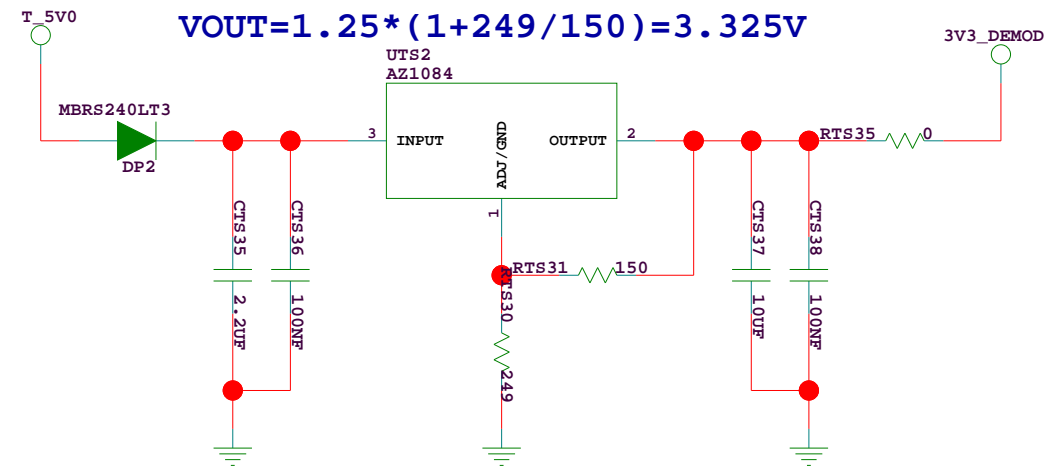 T_5V0
VOUT=1.25*(1+249/150)=3.325V
3V3_DEMOD
UTS2
AZ1084
MBRS240LT3
DP2
3
INPUT
ADJ/GND
OUTPUT
2
1
RTS35
0
CTS35
2.2UF
CTS36
100NF
RTS31
150
RTS30
249
CTS37
10UF
CTS38
100NF